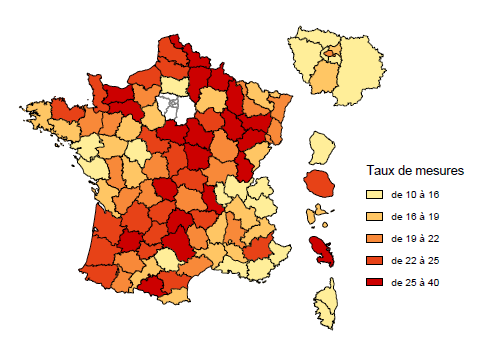 Taux de mesures
de 10 à 16
de 16 à 19
de 19 à 22
de 22 à 25
de 25 à 40